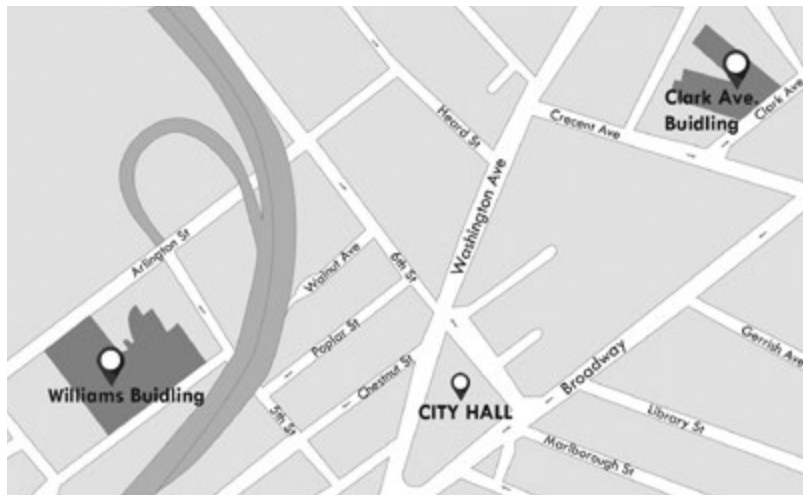 Clark Ave.
Buidling
Clark Ave
Heard St
Crecent Ave
Washington Ave
Arlington St
Walnut Ave
6th St
Poplar St
Broadway
Gerrish Ave
Williams Buidling
Chestnut St
CITY HALL
5th St
Library St
Marlborough St